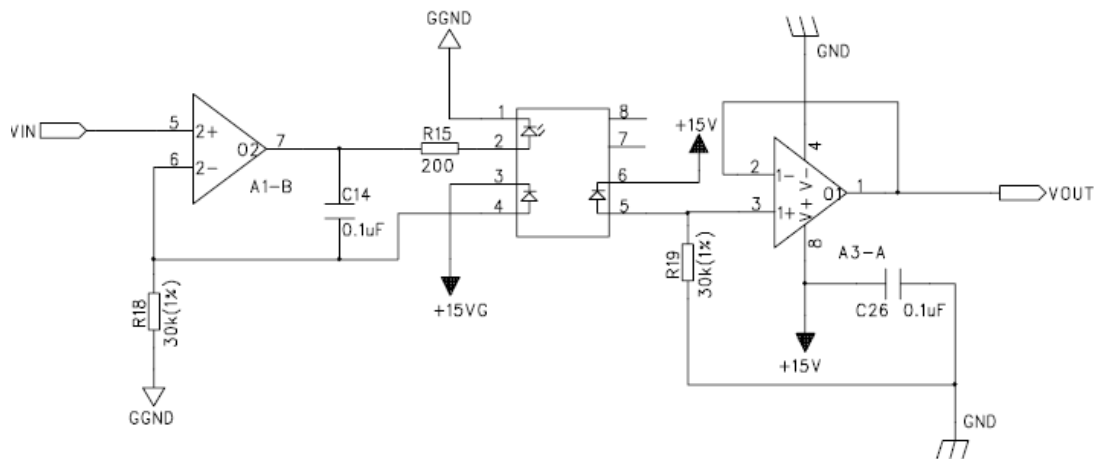 GGND
GND
VIN
5
2+
6
2-
O2
7
A1-B
R15
200
C14
0.1uF
R18
30k(1%)
GGND
1
2
3
4
8
7
6
5
+15VG
+15V
R19
30k(1%)
2
1-
3
1+
V-
V+
4
8
O1
1
VOUT
A3-A
C26
0.1uF
+15V
GND